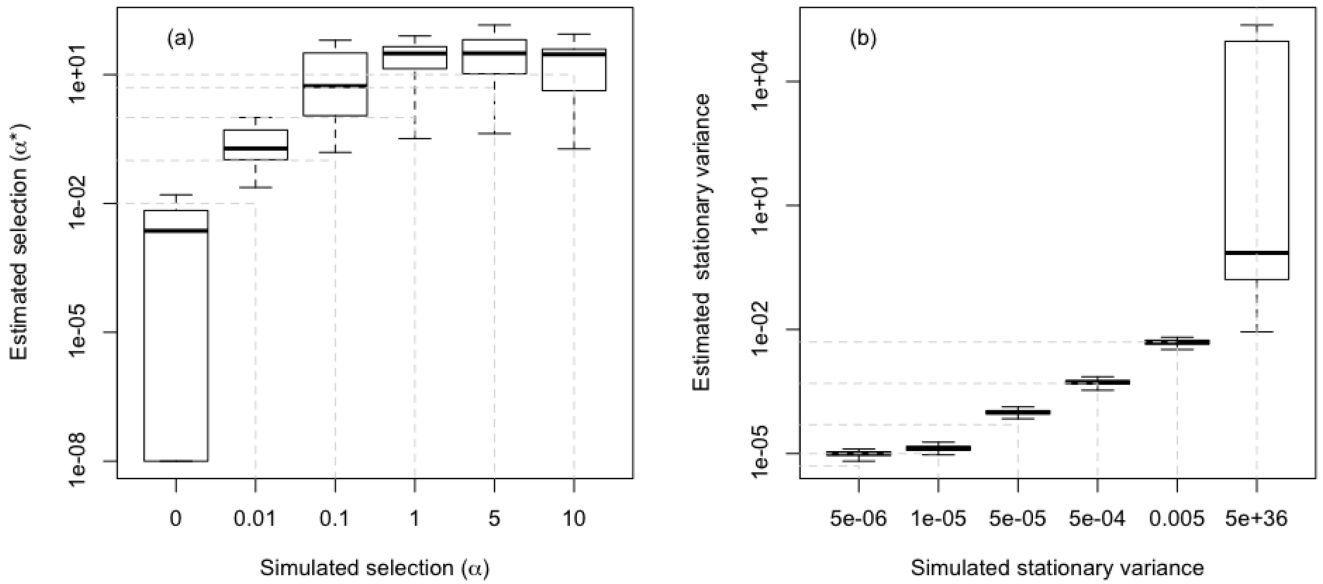 (a)
Estimated selection (α*)
1e+01
1e-02
1e-05
1e-08
0 0.01 0.1 1 5 10
Simulated selection (α)
(b)
Estimated stationary variance
1e+04
1e+01
1e-02
1e-05
5e-06 1e-05 5e-05 5e-04 0.005 5e+36
Simulated stationary variance